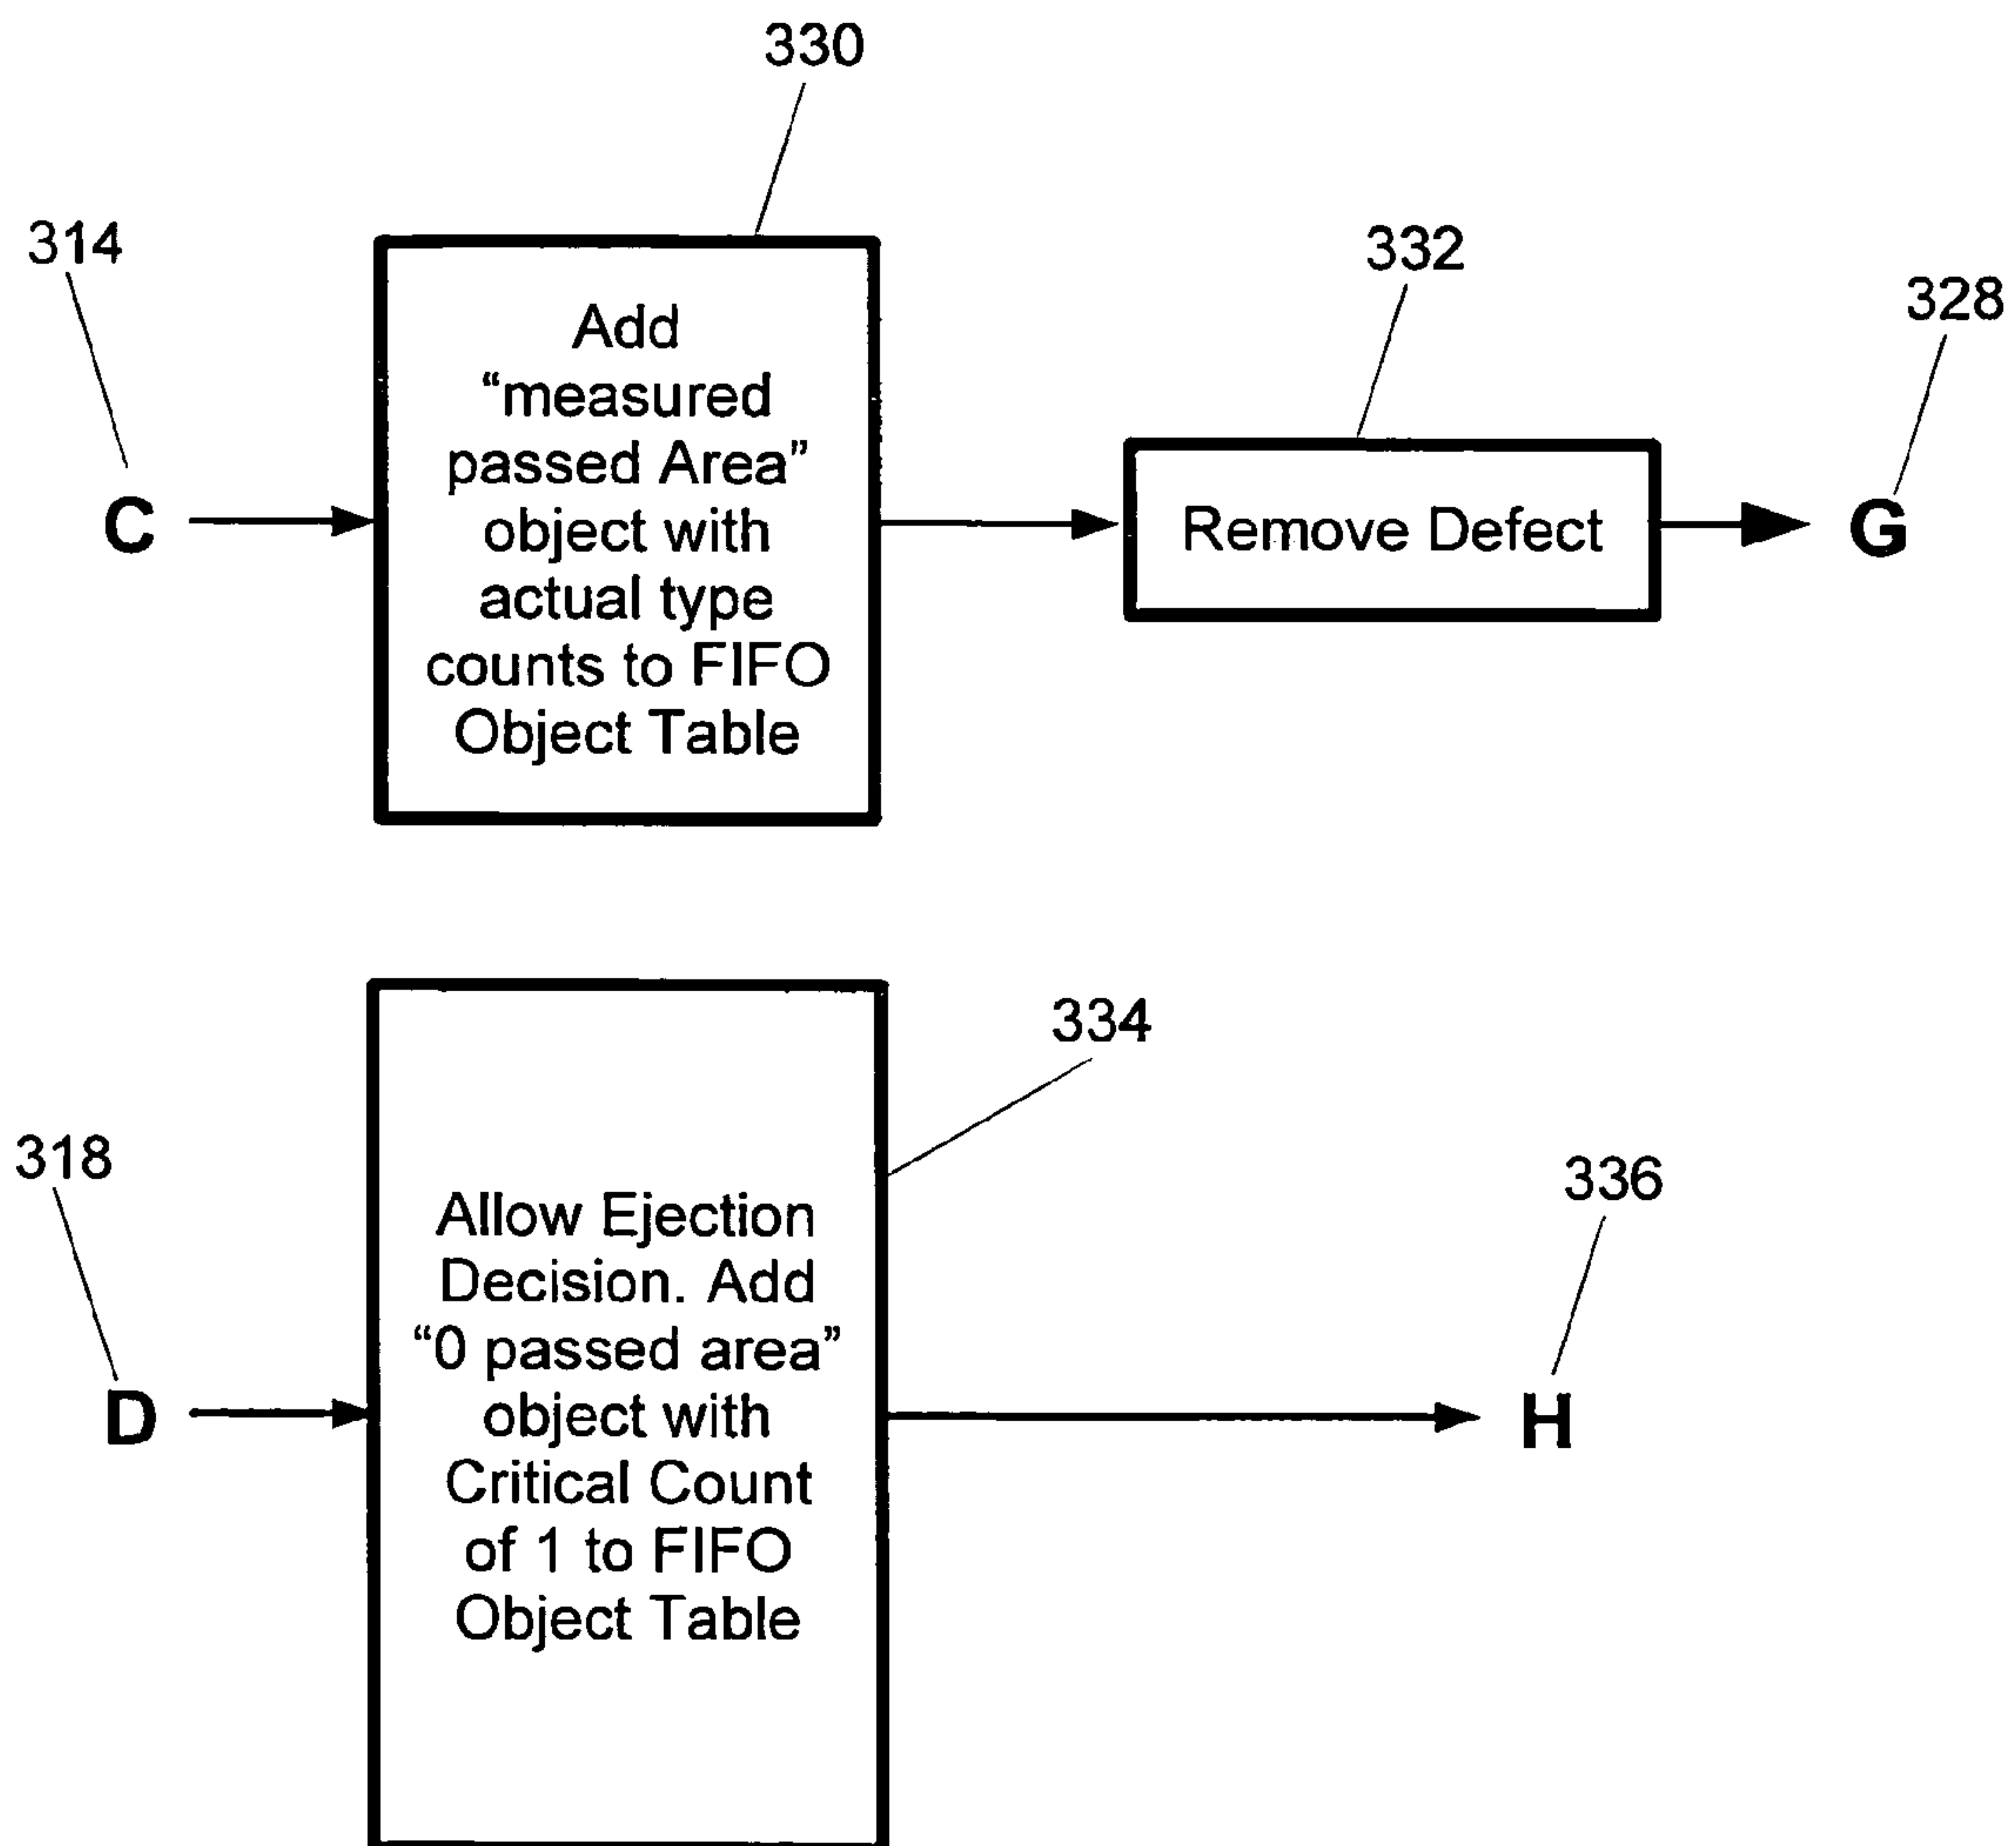 330
314
332
328
Add
“measured
passed Area”
object with
actual type
counts to FIFO
Object Table
C
Remove Defect
G
334
318
336
Allow Ejection
Decision. Add
“0 passed area”
object with
Critical Count
of 1 to FIFO
Object Table
D
H